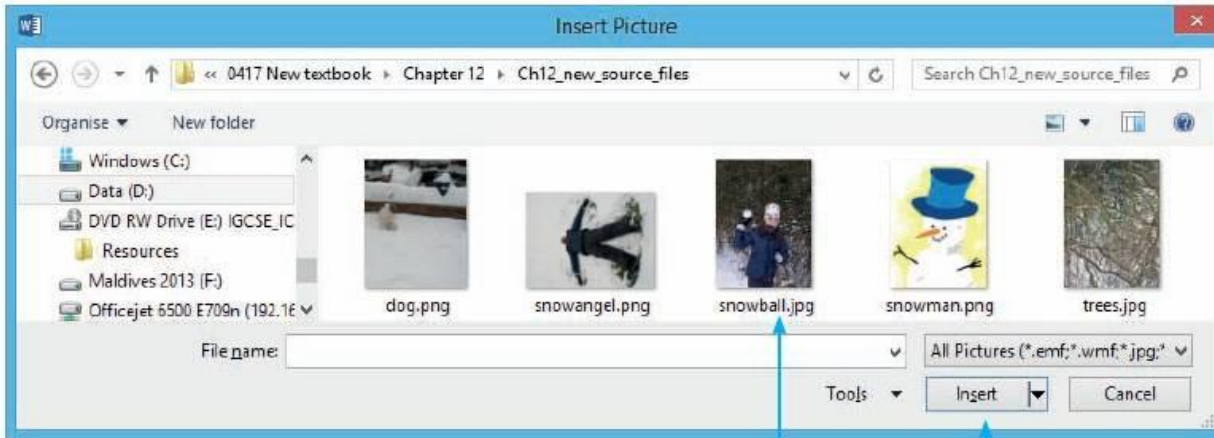 Insert Picture
« 0417 New textbook ▸ Chapter 12 ▸ Ch12_new_source_files
Search Ch12_new_source_files
Organise ▼ New folder
Windows (C:)
Data (D:)
DVD RW Drive (E:) IGCSE_IC
Resources
Maldives 2013 (F:)
Officejet 6500 E709n (192.16
dog.png
snowangel.png
snowball.jpg
snowman.png
trees.jpg
File name:
All Pictures (*.emf;*.wmf;*.jpg;*
Tools ▼ Insert Cancel